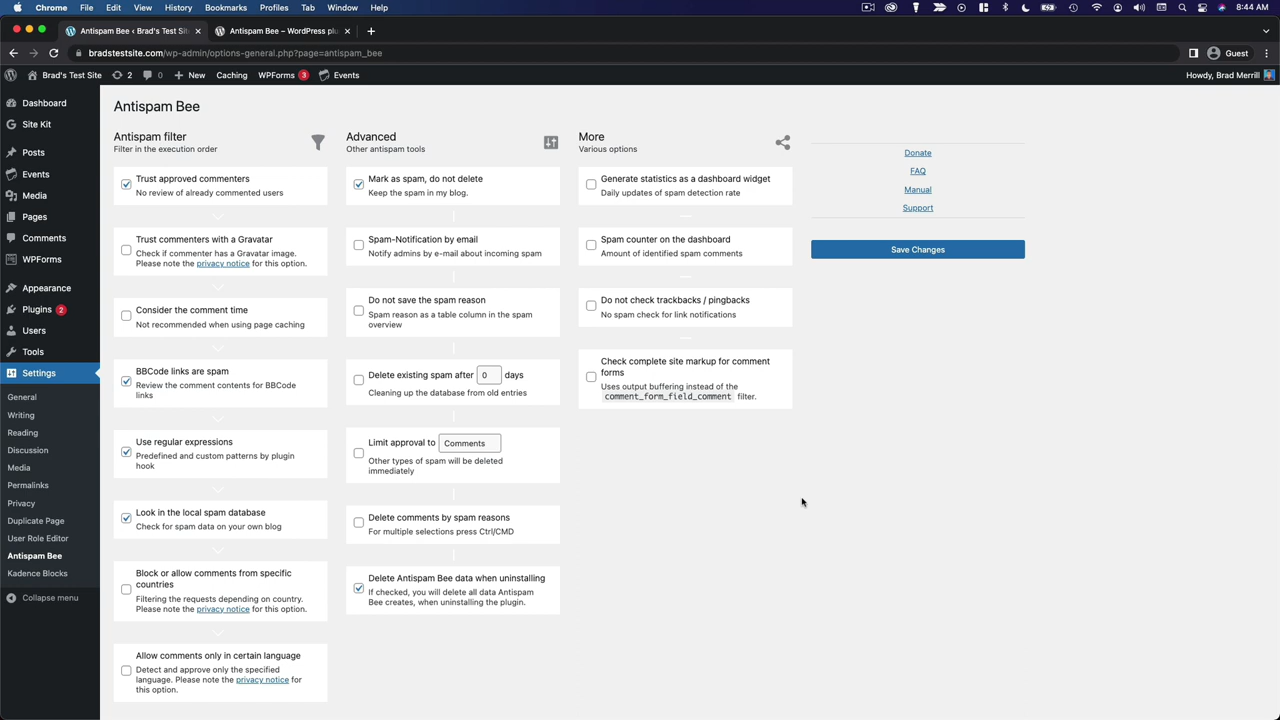 Chrome File Edit View History Bookmarks Profiles Tab Window Help 8:44 AM
Antispam Bee ‹ Brad's Test Sit × Antispam Bee – WordPress plu × +
bradstestsite.com/wp-admin/options-general.php?page=antispam_bee Guest
Brad's Test Site 2 0 New Caching WPForms 3 Events Howdy, Brad Merrill
Dashboard
Site Kit
Posts
Events
Media
Pages
Comments
WPForms
Appearance
Plugins 2
Users
Tools
Settings
General
Writing
Reading
Discussion
Media
Permalinks
Privacy
Duplicate Page
User Role Editor
Antispam Bee
Kadence Blocks
Collapse menu
Antispam Bee
Antispam filter
Filter in the execution order
Trust approved commenters
No review of already commented users
Trust commenters with a Gravatar
Check if commenter has a Gravatar image.
Please note the privacy notice for this option.
Consider the comment time
Not recommended when using page caching
BBCode links are spam
Review the comment contents for BBCode
links
Use regular expressions
Predefined and custom patterns by plugin
hook
Look in the local spam database
Check for spam data on your own blog
Block or allow comments from specific
countries
Filtering the requests depending on country.
Please note the privacy notice for this option.
Allow comments only in certain language
Detect and approve only the specified
language. Please note the privacy notice for
this option.
Advanced
Other antispam tools
Mark as spam, do not delete
Keep the spam in my blog.
Spam-Notification by email
Notify admins by e-mail about incoming spam
Do not save the spam reason
Spam reason as a table column in the spam
overview
Delete existing spam after 0 days
Cleaning up the database from old entries
Limit approval to Comments
Other types of spam will be deleted
immediately
Delete comments by spam reasons
For multiple selections press Ctrl/CMD
Delete Antispam Bee data when uninstalling
If checked, you will delete all data Antispam
Bee creates, when uninstalling the plugin.
More
Various options
Generate statistics as a dashboard widget
Daily updates of spam detection rate
Spam counter on the dashboard
Amount of identified spam comments
Do not check trackbacks / pingbacks
No spam check for link notifications
Check complete site markup for comment
forms
Uses output buffering instead of the
comment_form_field_comment filter.
Donate
FAQ
Manual
Support
Save Changes